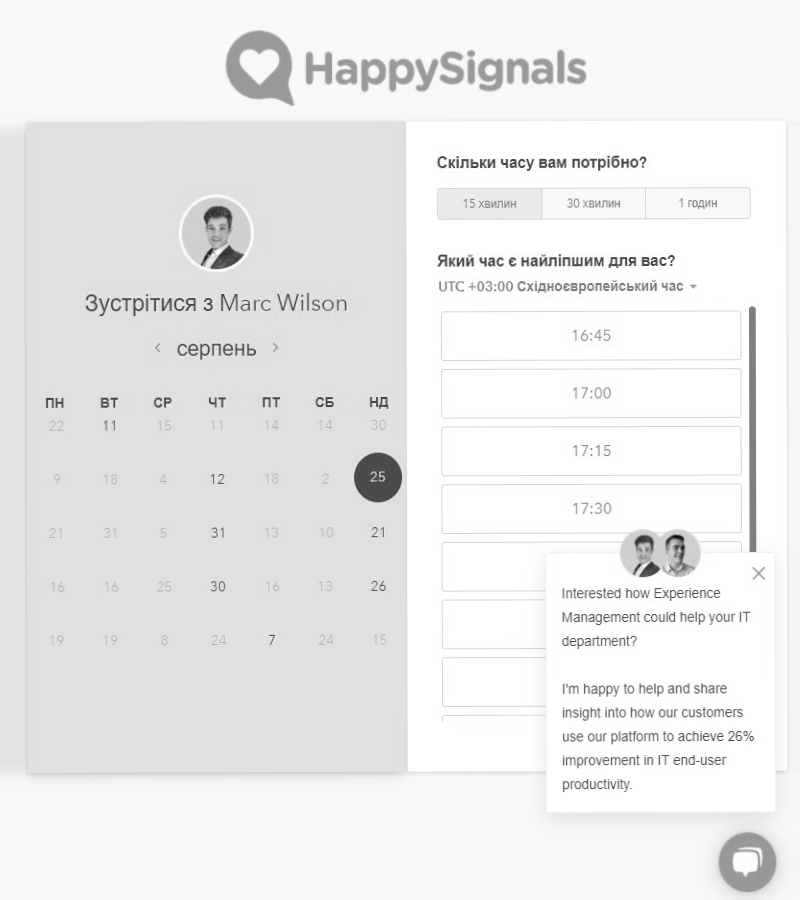 HappySignals
Зустрітися з Marc Wilson
серпень
ПН ВТ СР ЧТ ПТ СБ НД
22 11 15 11 14 14 30
9 18 4 12 18 2 25
21 31 5 31 13 10 21
16 16 25 30 16 13 26
19 19 8 24 7 24 15
Скільки часу вам потрібно?
15 хвилин 30 хвилин 1 годин
Який час є найліпшим для вас?
UTC +03:00 Східноєвропейський час
16:45
17:00
17:15
17:30
Interested how Experience
Management could help your IT
department?
I'm happy to help and share
insight into how our customers
use our platform to achieve 26%
improvement in IT end-user
productivity.